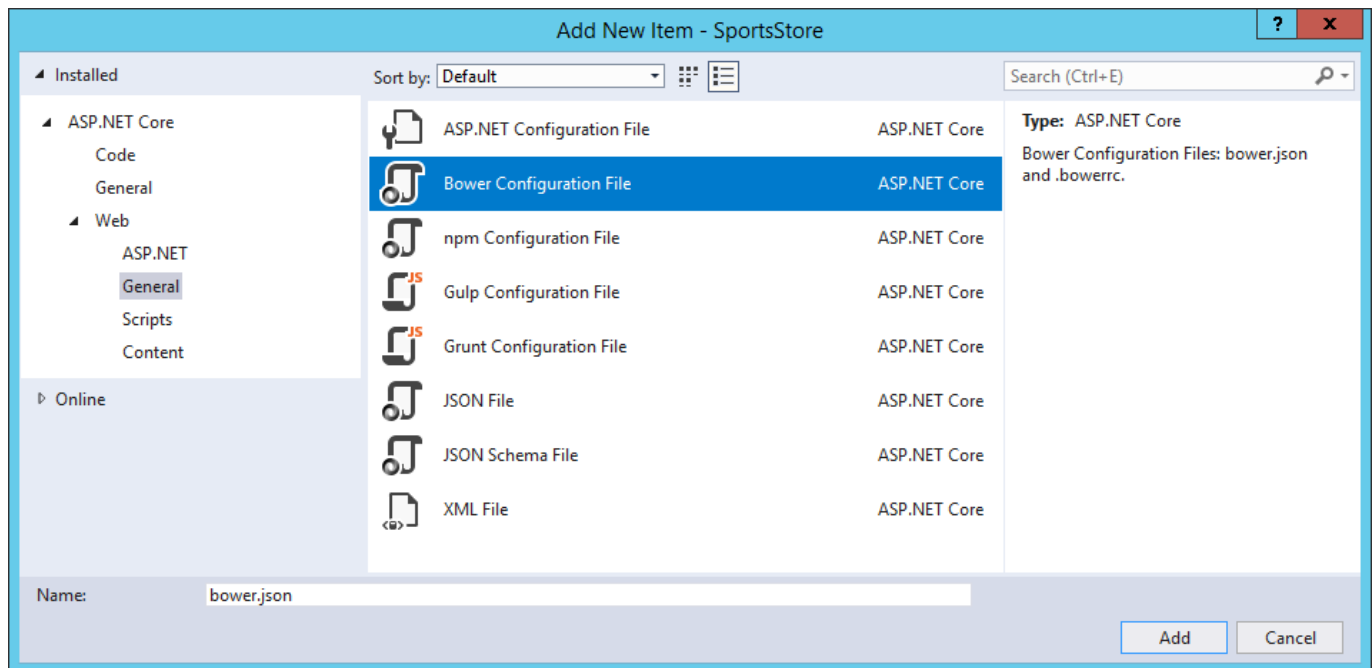 Add New Item - SportsStore
? x
Installed
Sort by: Default
Search (Ctrl+E)
ASP.NET Core
Code
General
Web
ASP.NET
General
Scripts
Content
Online
ASP.NET Configuration File ASP.NET Core
Bower Configuration File ASP.NET Core
npm Configuration File ASP.NET Core
JS
Gulp Configuration File ASP.NET Core
JS
Grunt Configuration File ASP.NET Core
JSON File ASP.NET Core
JSON Schema File ASP.NET Core
XML File ASP.NET Core
Type: ASP.NET Core
Bower Configuration Files: bower.json
and .bowerrc.
Name: bower.json
Add Cancel